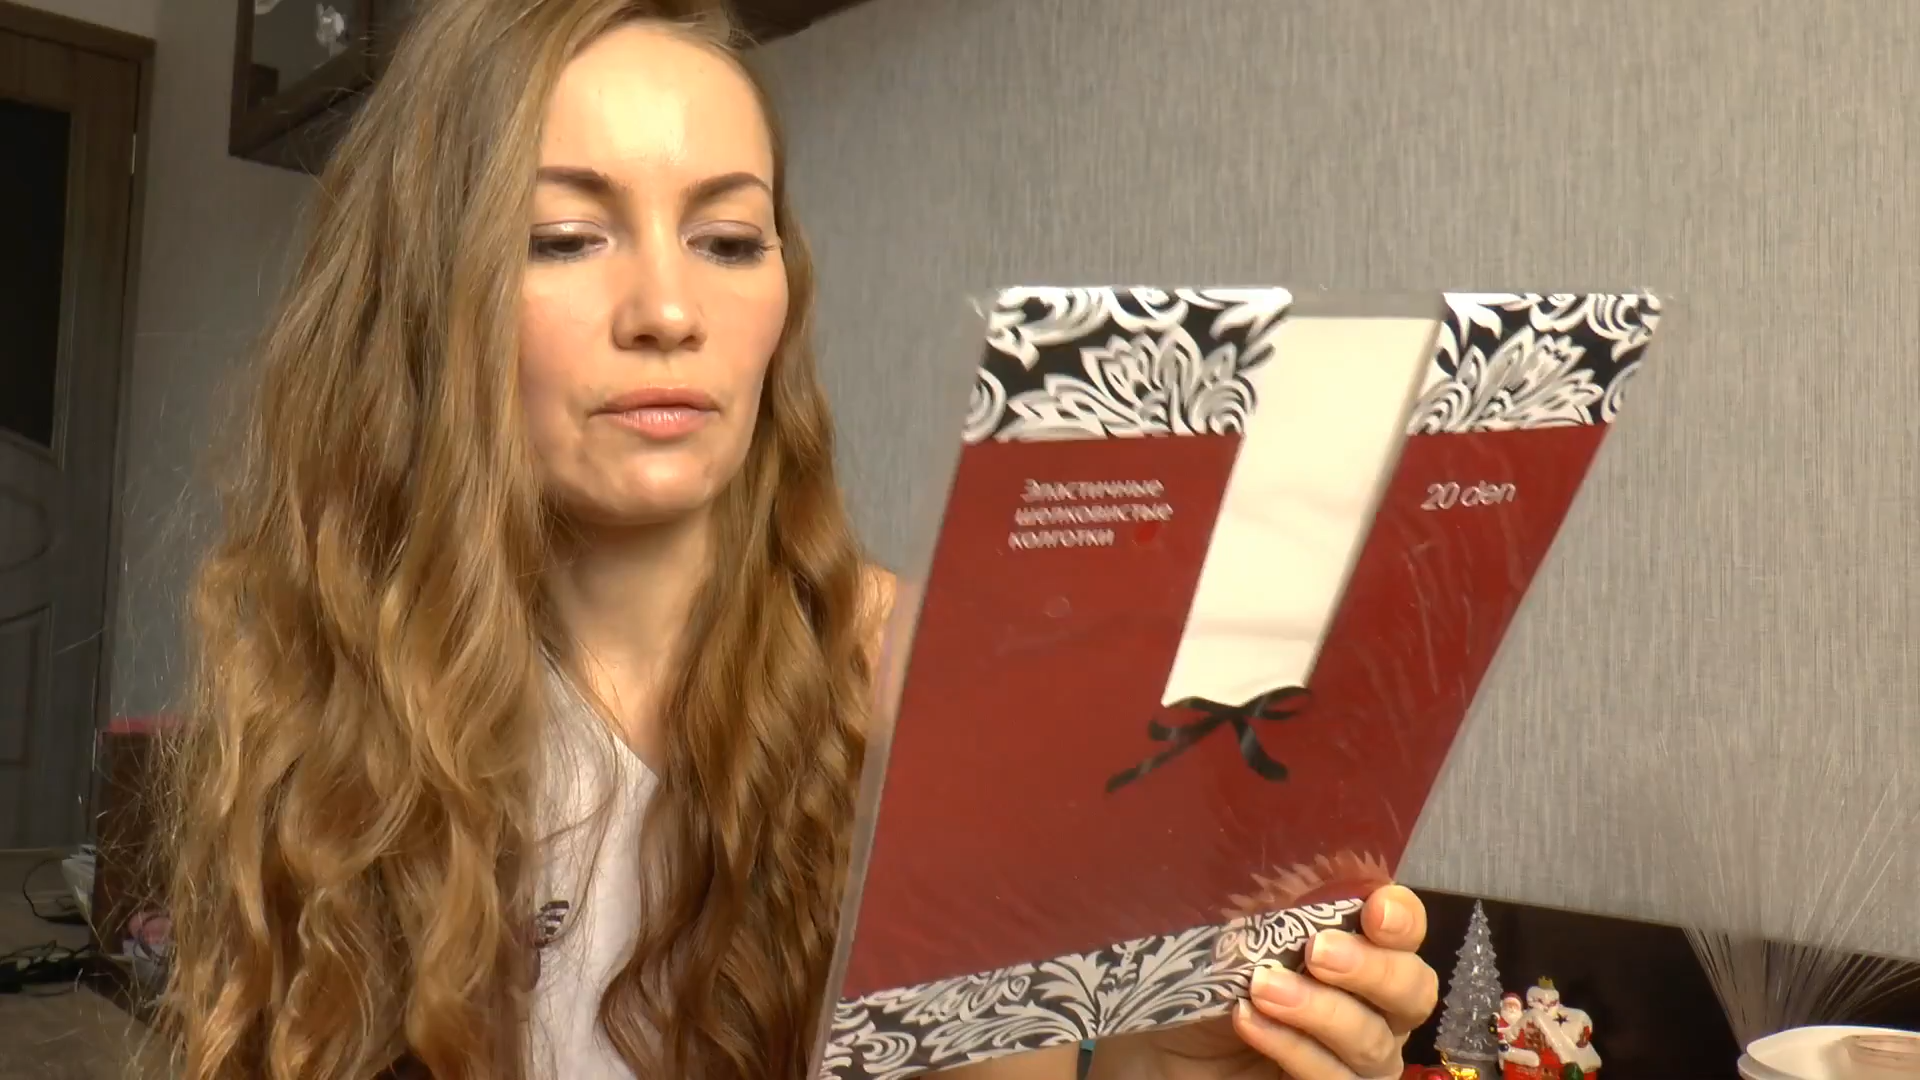 Эластичные
шелковистые
колготки
20 den